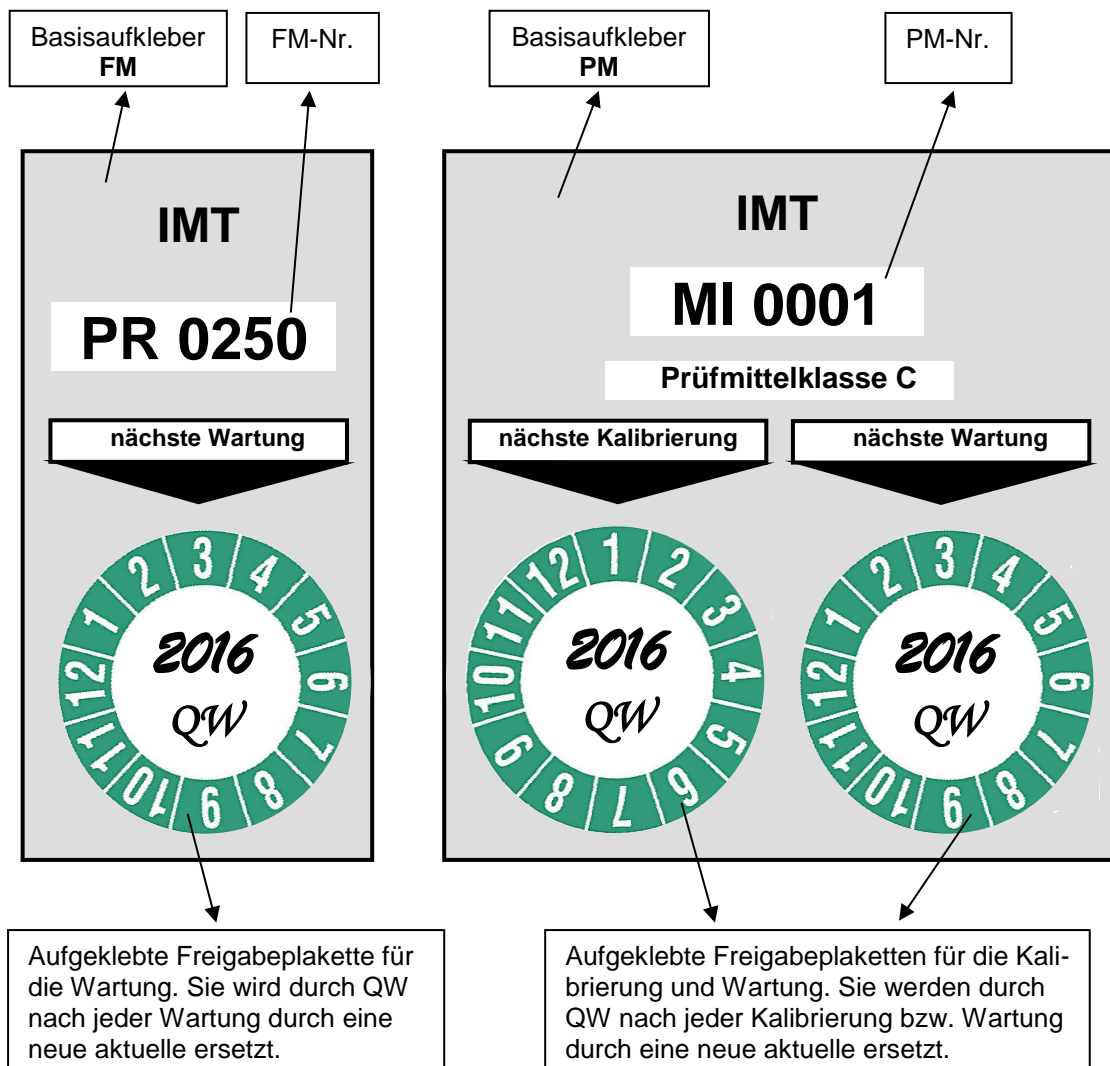 Basisaufkleber
FM
FM-Nr.
Basisaufkleber
PM
PM-Nr.
IMT
PR 0250
nächste Wartung
1 2 3 4 5 6 7 8 9 10 11 12
2016
QW
IMT
MI 0001
Prüfmittelklasse C
nächste Kalibrierung
nächste Wartung
1 2 3 4 5 6 7 8 9 10 11 12
2016
QW
1 2 3 4 5 6 7 8 9 10 11 12
2016
QW
Aufgeklebte Freigabeplakette für
die Wartung. Sie wird durch QW
nach jeder Wartung durch eine
neue aktuelle ersetzt.
Aufgeklebte Freigabeplaketten für die Kali-
brierung und Wartung. Sie werden durch
QW nach jeder Kalibrierung bzw. Wartung
durch eine neue aktuelle ersetzt.